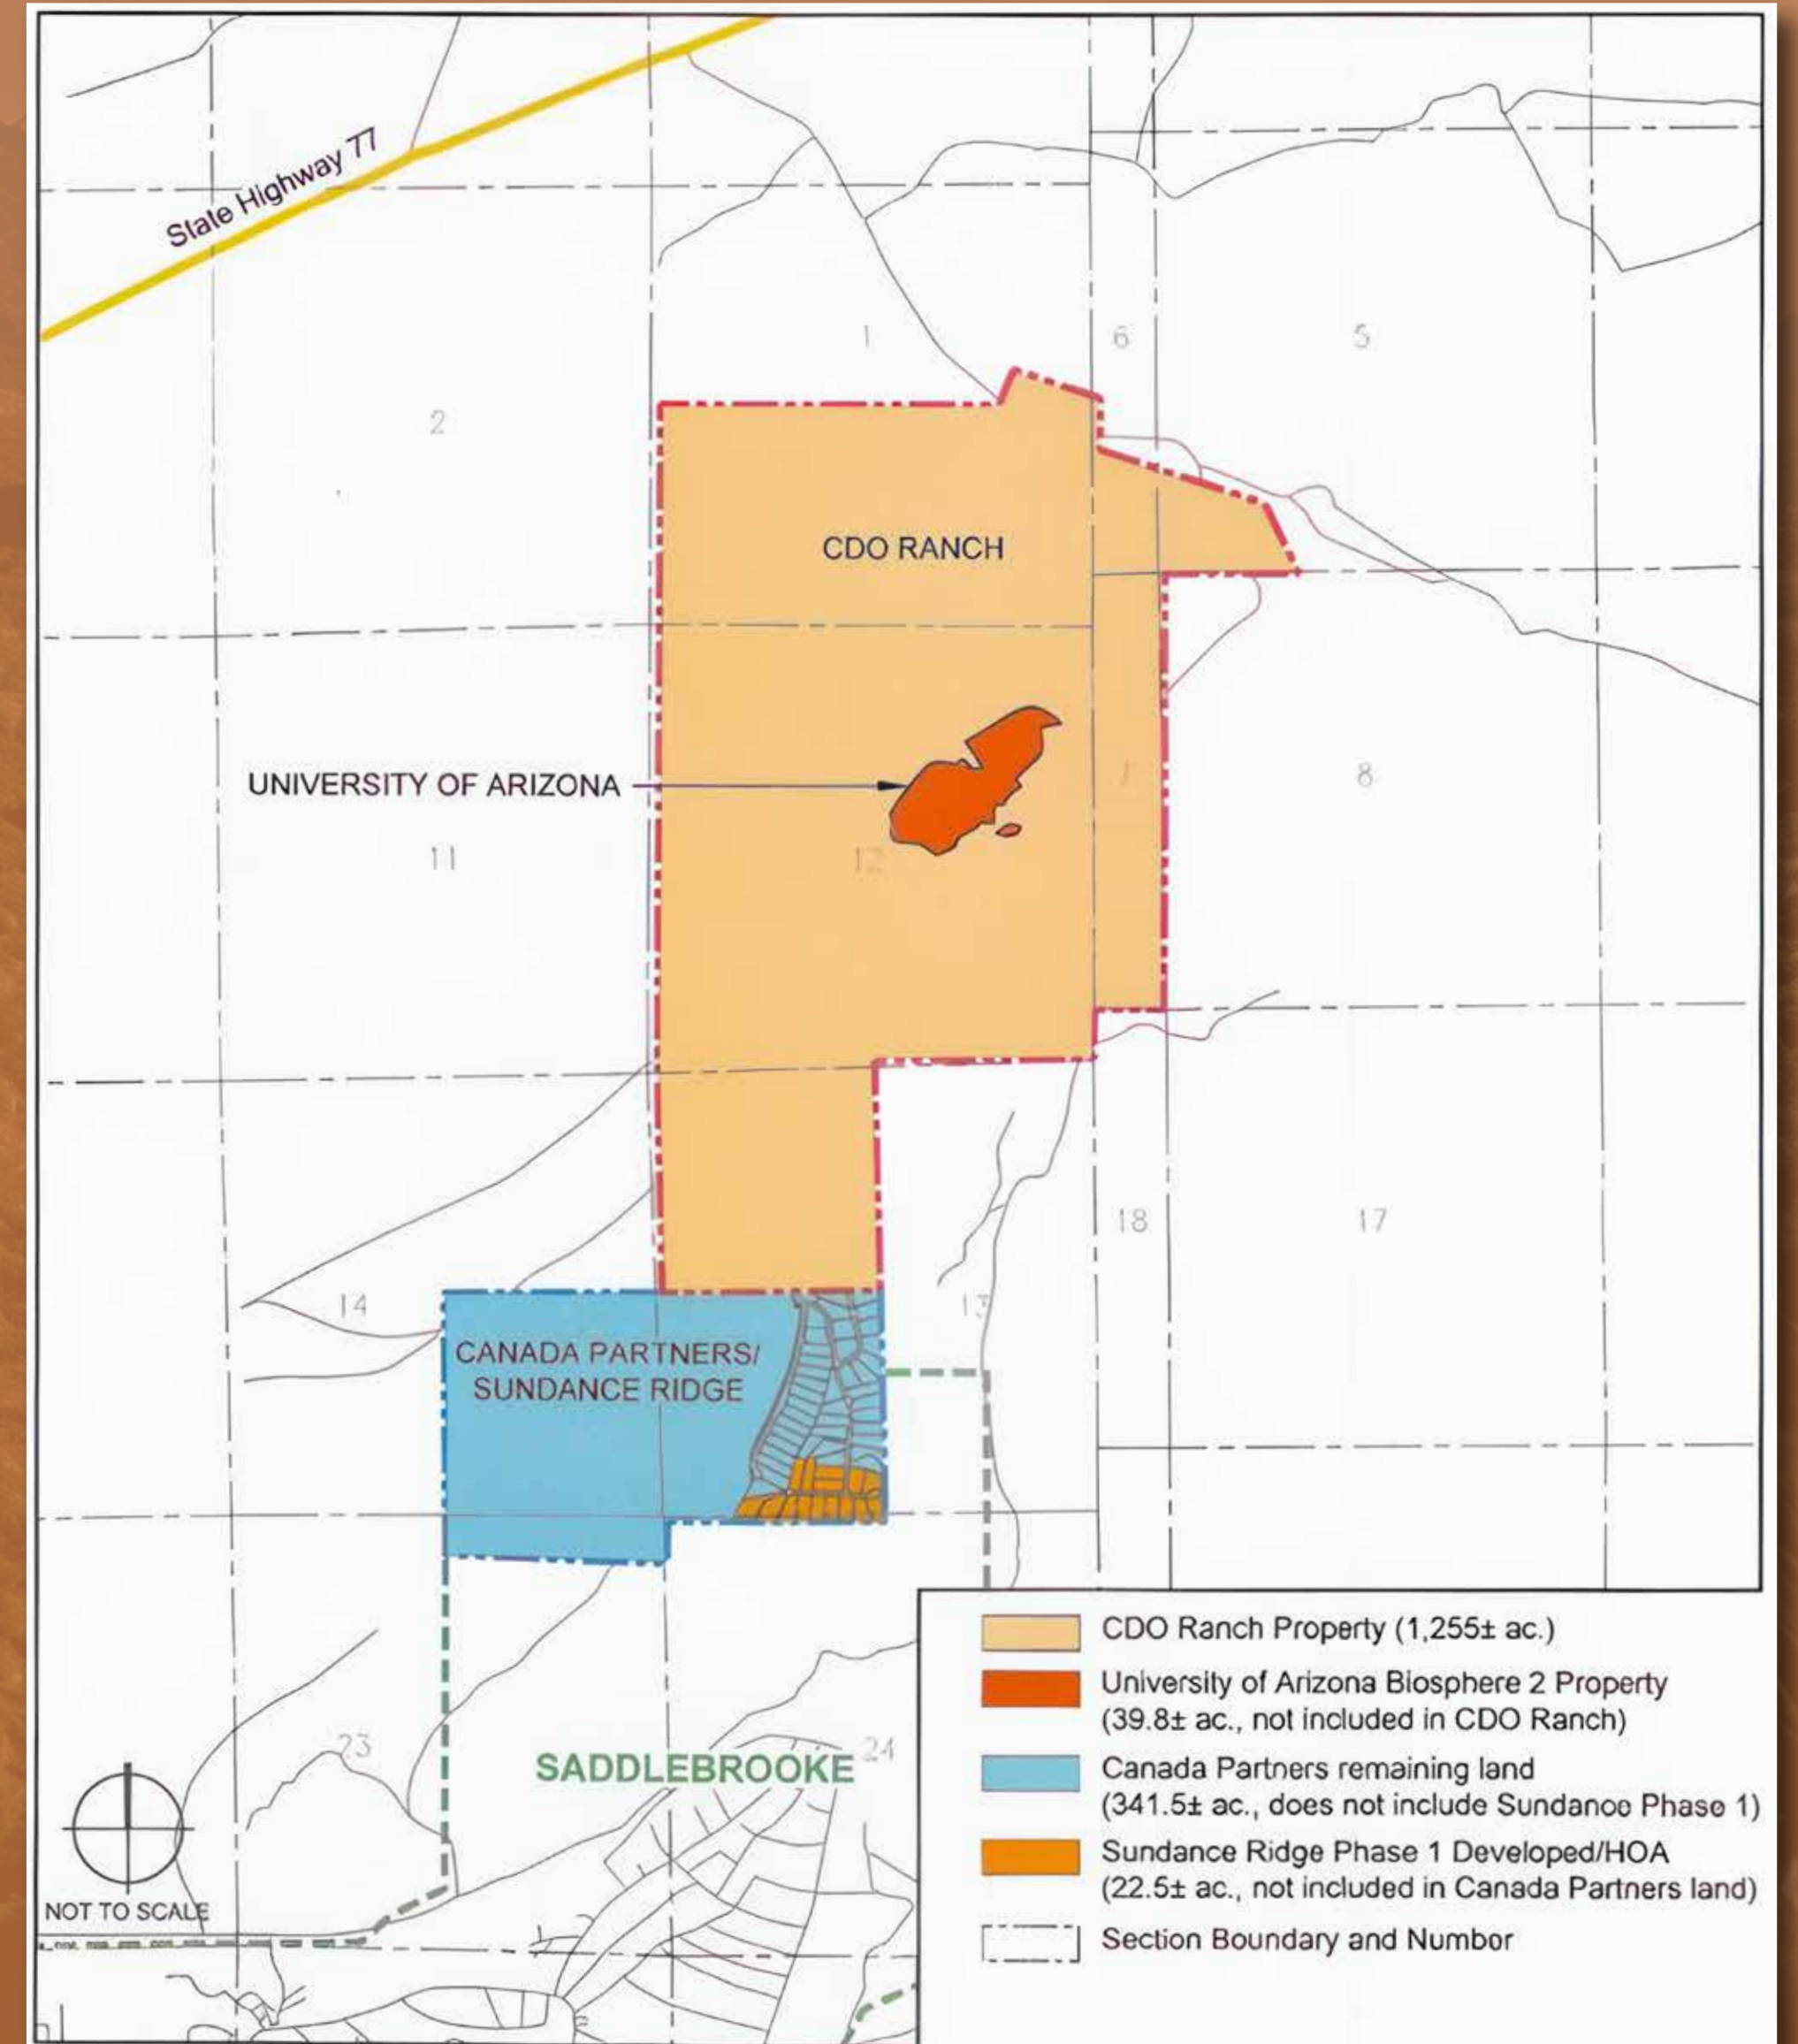 State Highway 77
1
6
5
2
CDO RANCH
UNIVERSITY OF ARIZONA
8
11
12
18
17
14
13
CANADA PARTNERS/
SUNDANCE RIDGE
CDO Ranch Property (1,255± ac.)
University of Arizona Biosphere 2 Property
(39.8± ac., not included in CDO Ranch)
23
SADDLEBROOKE
24
Canada Partners remaining land
(341.5± ac., does not include Sundance Phase 1)
Sundance Ridge Phase 1 Developed/HOA
(22.5± ac., not included in Canada Partners land)
NOT TO SCALE
Section Boundary and Number